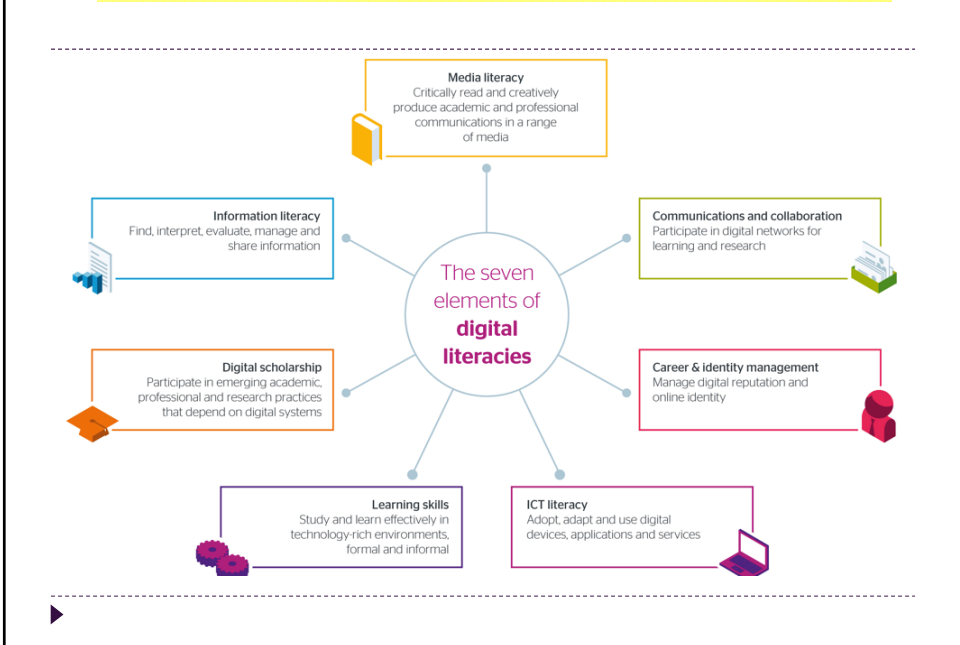 Media literacy
Critically read and creatively
produce academic and professional
communications in a range
of media
Information literacy
Find, interpret, evaluate, manage and
share information
Communications and collaboration
Participate in digital networks for
learning and research
The seven
elements of
digital
literacies
Digital scholarship
Participate in emerging academic,
professional and research practices
that depend on digital systems
Career & identity management
Manage digital reputation and
online identity
Learning skills
Study and learn effectively in
technology-rich environments,
formal and informal
ICT literacy
Adopt, adapt and use digital
devices, applications and services